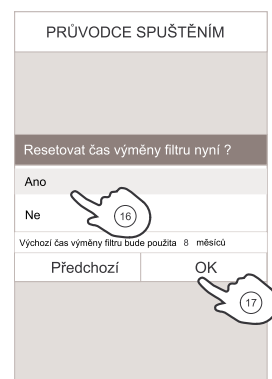 PRŮVODCE SPUŠTĚNÍM
Resetovat čas výměny filtru nyní ?
Ano
Ne
16
Výchozí čas výměny filtru bude použita 8 měsíců
Předchozí OK
17